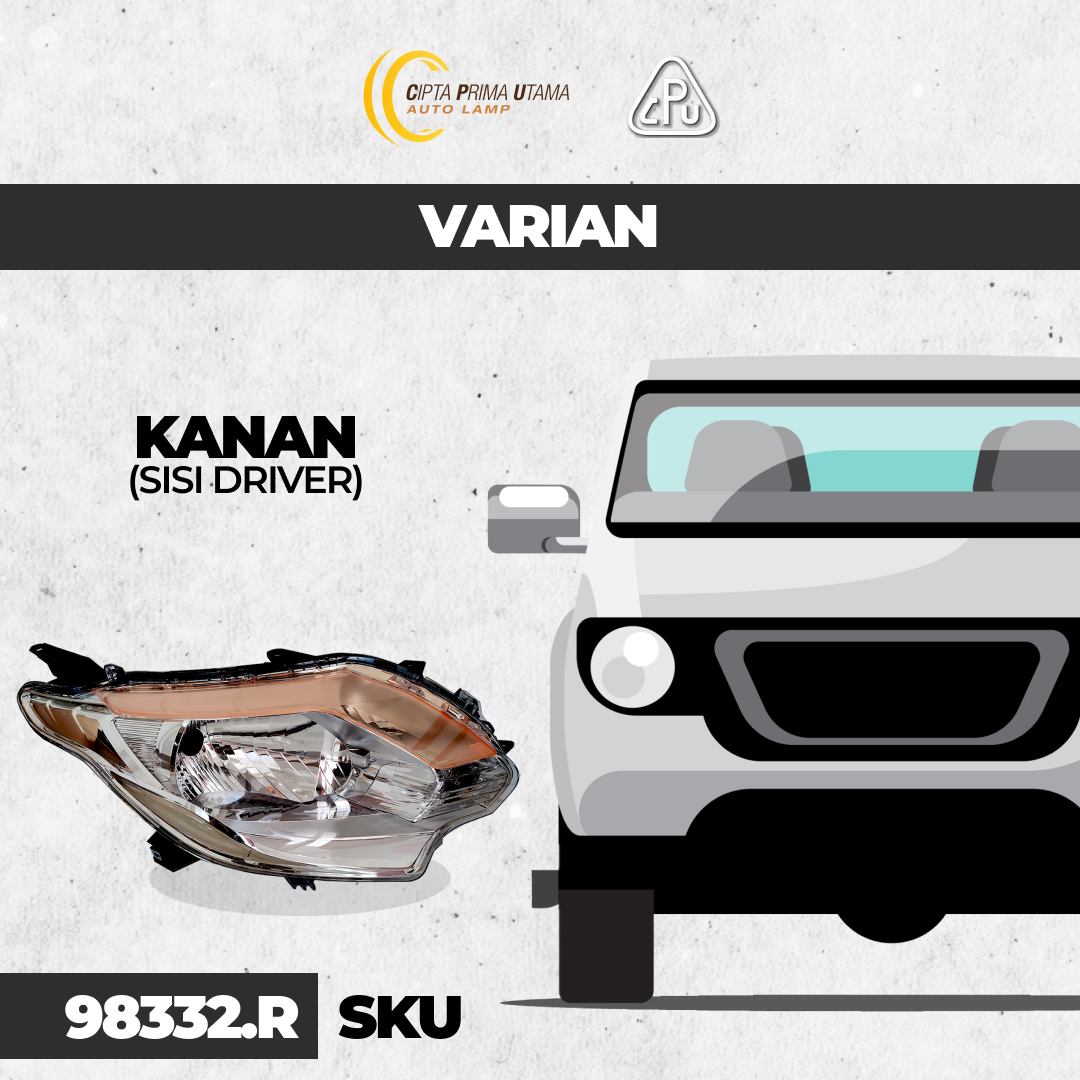 CIPTA PRIMA UTAMA
AUTO LAMP
CPU
VARIAN
KANAN
(SISI DRIVER)
98332.R SKU